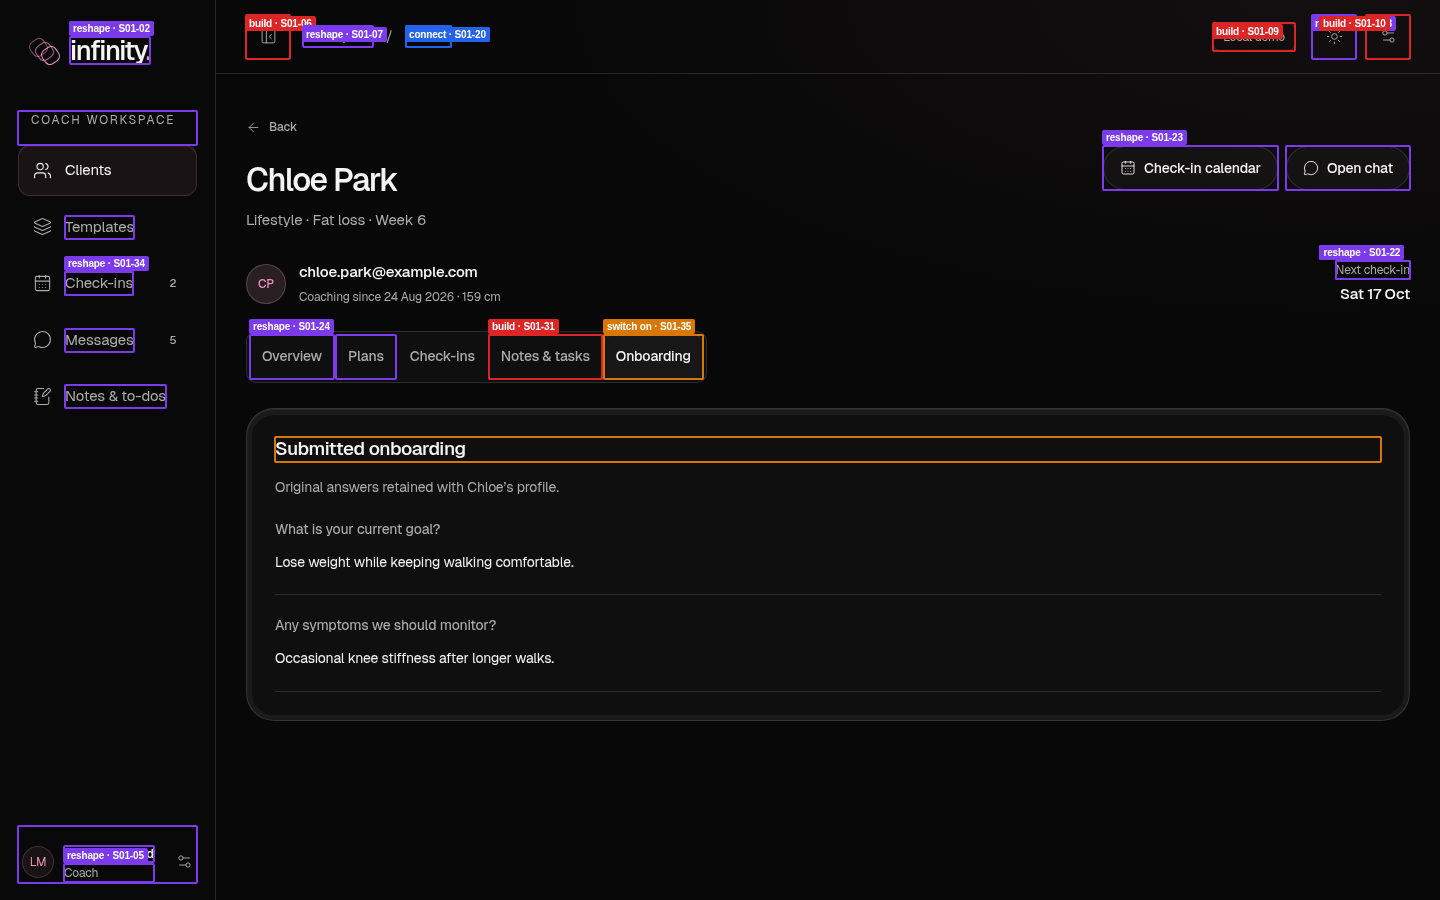 reshape · S01-02
infinity.
COACH WORKSPACE
Clients
Templates
reshape · S01-34
Check-ins 2
Messages 5
Notes & to-dos
reshape · S01-05
Coach
LM
build · S01-06
reshape · S01-07 /
connect · S01-20
build · S01-09
build · S01-10
Back
Chloe Park
Lifestyle · Fat loss · Week 6
reshape · S01-23
Check-in calendar
Open chat
CP
chloe.park@example.com
Coaching since 24 Aug 2026 · 159 cm
reshape · S01-22
Next check-in
Sat 17 Oct
reshape · S01-24
build · S01-31
switch on · S01-35
Overview Plans Check-ins Notes & tasks Onboarding
Submitted onboarding
Original answers retained with Chloe’s profile.
What is your current goal?
Lose weight while keeping walking comfortable.
Any symptoms we should monitor?
Occasional knee stiffness after longer walks.